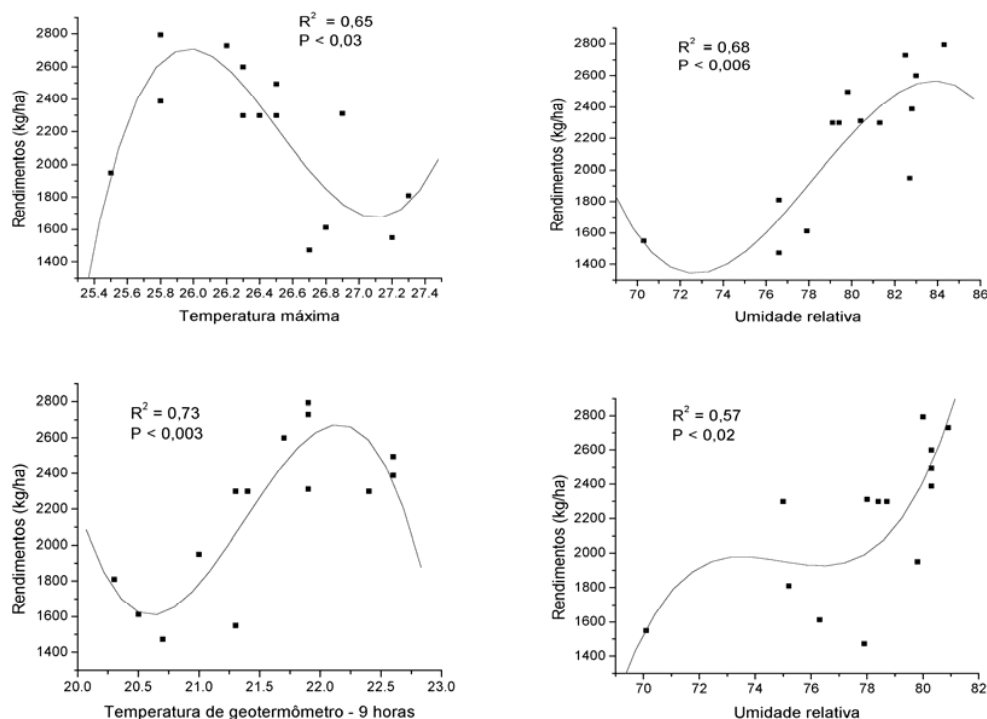 R² = 0,65
P < 0,03
Rendimentos (kg/ha)
2800
2600
2400
2200
2000
1800
1600
1400
25.4 25.6 25.8 26.0 26.2 26.4 26.6 26.8 27.0 27.2 27.4
Temperatura máxima
R² = 0,68
P < 0,006
Rendimentos (kg/ha)
2800
2600
2400
2200
2000
1800
1600
1400
70 72 74 76 78 80 82 84 86
Umidade relativa
R² = 0,73
P < 0,003
Rendimentos (kg/ha)
2800
2600
2400
2200
2000
1800
1600
1400
20.0 20.5 21.0 21.5 22.0 22.5 23.0
Temperatura de geotermômetro - 9 horas
R² = 0,57
P < 0,02
Rendimentos (kg/ha)
2800
2600
2400
2200
2000
1800
1600
1400
70 72 74 76 78 80 82
Umidade relativa